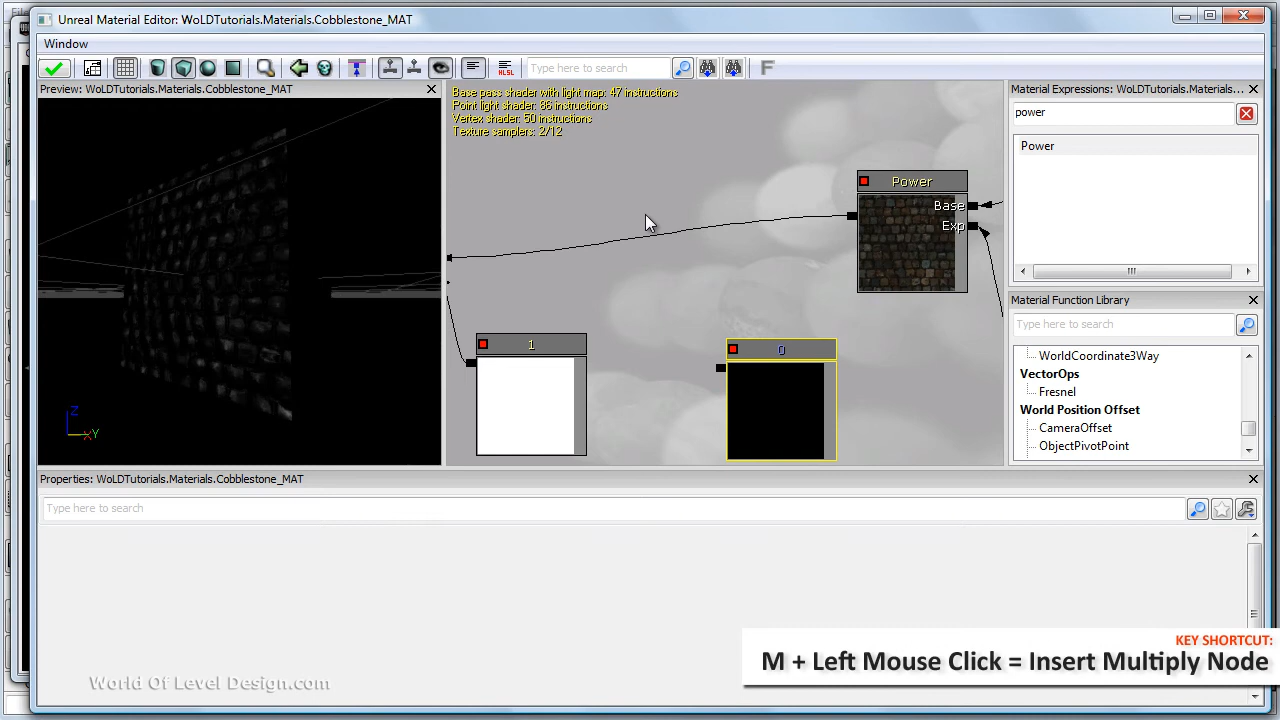 Unreal Material Editor: WoLDTutorials.Materials.Cobblestone_MAT
Window
HLSL
Type here to search
F
Preview: WoLDTutorials.Materials.Cobblestone_MAT
Base pass shader with light map: 47 instructions
Point light shader: 86 instructions
Vertex shader: 50 instructions
Texture samplers: 2/12
Power
Base
Exp
1
0
Z
X
Y
Material Expressions: WoLDTutorials.Materials...
power
Power
Material Function Library
Type here to search
WorldCoordinate3Way
VectorOps
Fresnel
World Position Offset
CameraOffset
ObjectPivotPoint
Properties: WoLDTutorials.Materials.Cobblestone_MAT
Type here to search
KEY SHORTCUT:
M + Left Mouse Click = Insert Multiply Node
World Of Level Design.com